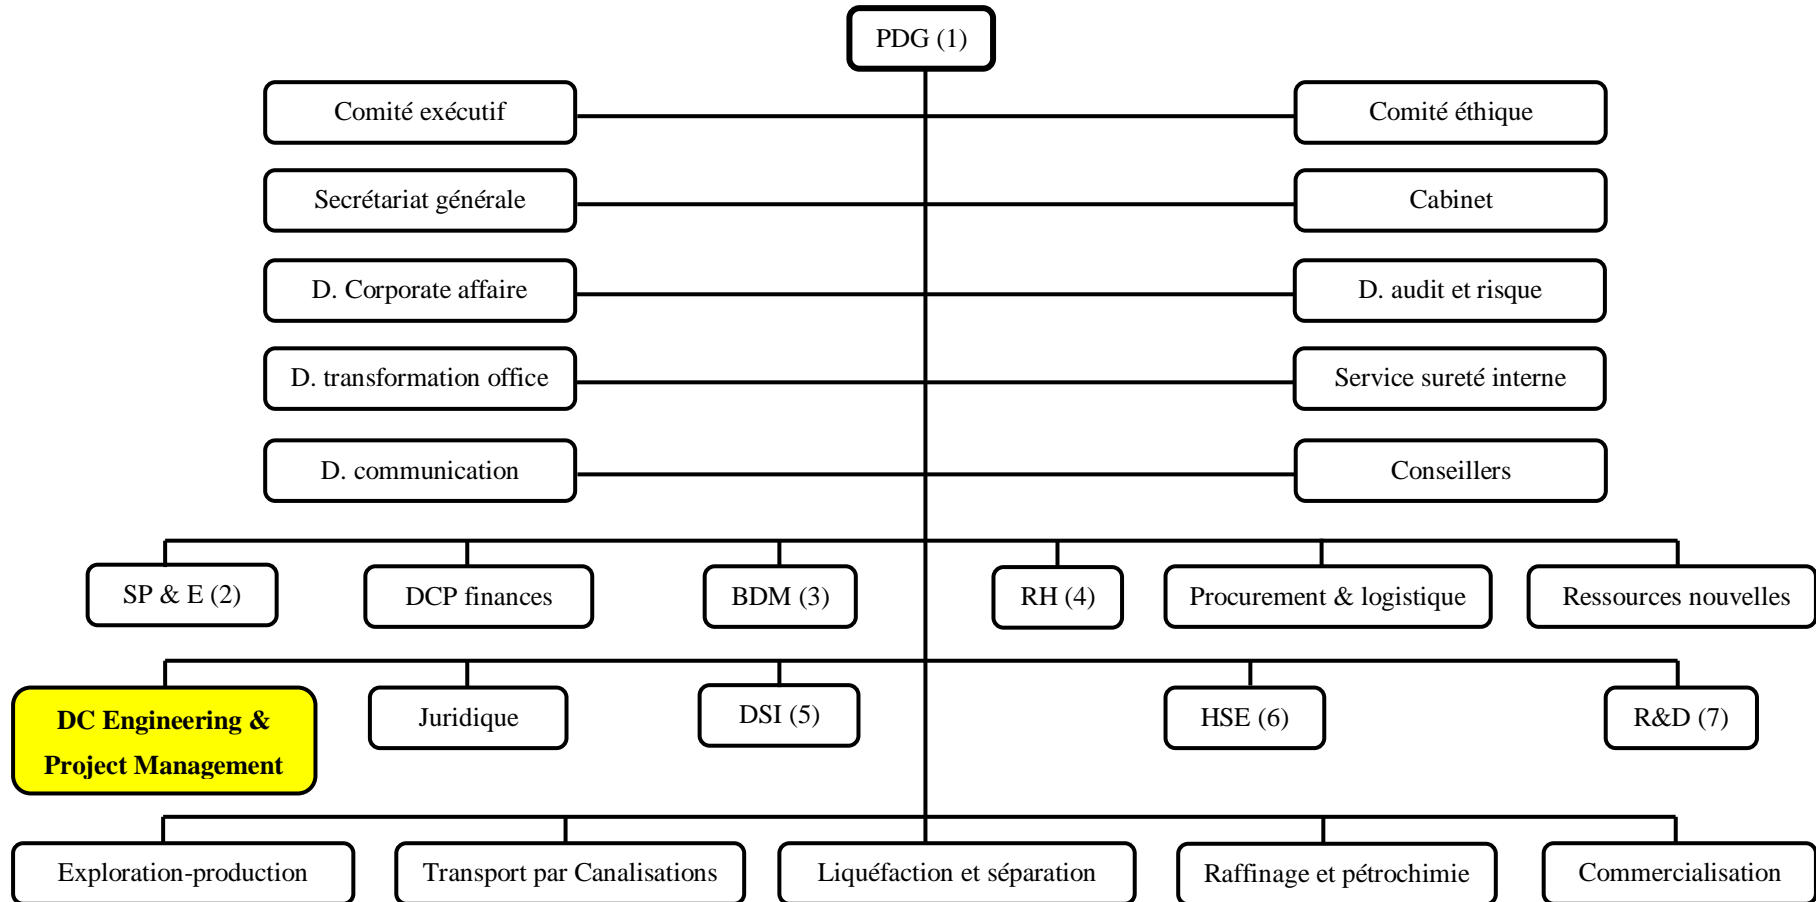 PDG (1)
Comité exécutif
Comité éthique
Secrétariat générale
Cabinet
D. Corporate affaire
D. audit et risque
D. transformation office
Service sureté interne
D. communication
Conseillers
SP & E (2)
DCP finances
BDM (3)
RH (4)
Procurement & logistique
Ressources nouvelles
DC Engineering &
Project Management
Juridique
DSI (5)
HSE (6)
R&D (7)
Exploration-production
Transport par Canalisations
Liquéfaction et séparation
Raffinage et pétrochimie
Commercialisation